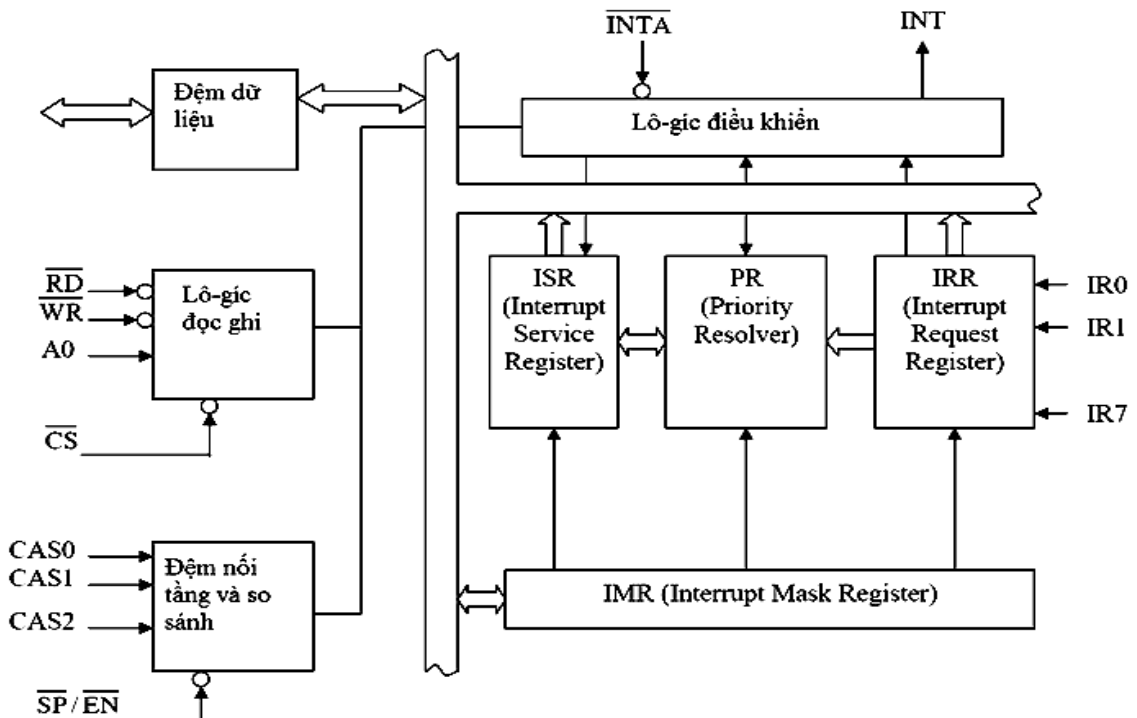 INTA
INT
Đệm dữ
liệu
Lô-gíc điều khiển
RD
WR
A0
CS
Lô-gíc
đọc ghi
ISR
(Interrupt
Service
Register)
PR
(Priority
Resolver)
IRR
(Interrupt
Request
Register)
IR0
IR1
IR7
CAS0
CAS1
CAS2
Đệm nối
tầng và so
sánh
IMR (Interrupt Mask Register)
SP / EN